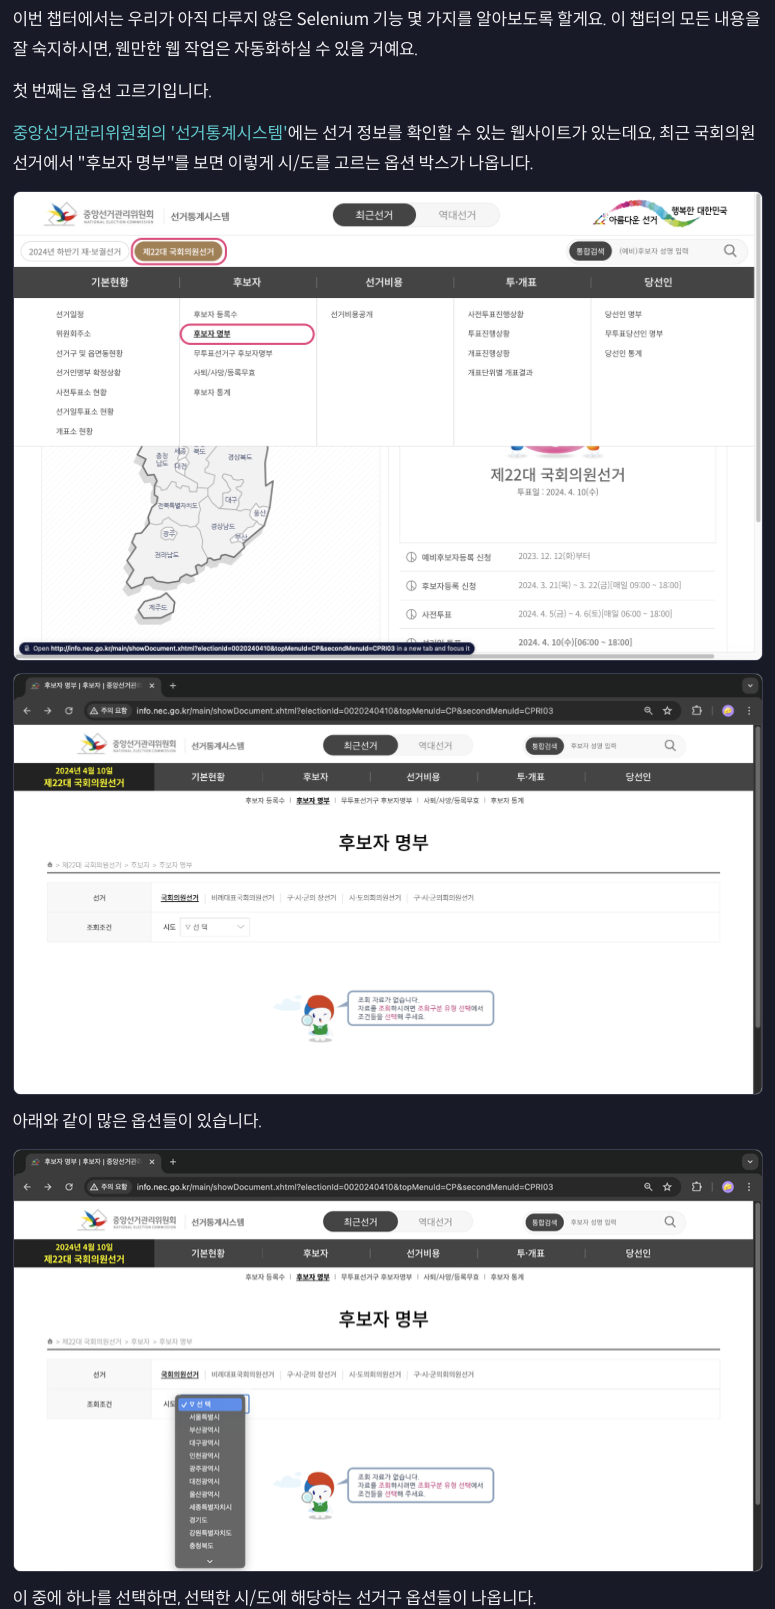 이번 챕터에서는 우리가 아직 다루지 않은 Selenium 기능 몇 가지를 알아보도록 할게요. 이 챕터의 모든 내용을
잘 숙지하시면, 웬만한 웹 작업은 자동화하실 수 있을 거예요.
첫 번째는 옵션 고르기입니다.
중앙선거관리위원회의 '선거통계시스템'에는 선거 정보를 확인할 수 있는 웹사이트가 있는데요, 최근 국회의원
선거에서 "후보자 명부"를 보면 이렇게 시/도를 고르는 옵션 박스가 나옵니다.
중앙선거관리위원회 선거통계시스템 최근선거 역대선거 아름다운 선거 행복한 대한민국
NATIONAL ELECTION COMMISSION
2024년 하반기 재·보궐선거 제22대 국회의원선거 통합검색 (예비)후보자 성명 입력
기본현황 후보자 선거비용 투·개표 당선인
선거일정 후보자 등록수 선거비용공개 사전투표진행상황 당선인 명부
위원회주소 후보자 명부 투표진행상황 무투표당선인 명부
선거구 및 읍면동현황 무투표선거구 후보자명부 개표진행상황 당선인 통계
선거인명부 확정상황 사퇴/사망/등록무효 개표단위별 개표결과
사전투표소 현황 후보자 통계
선거일투표소 현황
개표소 현황
충청남도 세종 북도 경상북도
대전
전북특별자치도 대구
울산
광주 경상남도 부산
전라남도
제주도
제22대 국회의원선거
투표일 : 2024. 4. 10(수)
예비후보자등록 신청 2023. 12. 12(화)부터
후보자등록 신청 2024. 3. 21(목) ~ 3. 22(금)[매일 09:00 ~ 18:00]
사전투표 2024. 4. 5(금) ~ 4. 6(토)[매일 06:00 ~ 18:00]
2024. 4. 10(수)[06:00 ~ 18:00]
Open http://info.nec.go.kr/main/showDocument.xhtml?electionId=0020240410&topMenuId=CP&secondMenuId=CPRI03 in a new tab and focus it
후보자 명부 | 후보자 | 중앙선거관
주의 요함 info.nec.go.kr/main/showDocument.xhtml?electionId=0020240410&topMenuId=CP&secondMenuId=CPRI03
중앙선거관리위원회 선거통계시스템 최근선거 역대선거 통합검색 후보자 성명 입력
NATIONAL ELECTION COMMISSION
2024년 4월 10일
제22대 국회의원선거 기본현황 후보자 선거비용 투·개표 당선인
후보자 등록수 | 후보자 명부 | 무투표선거구 후보자명부 | 사퇴/사망/등록무효 | 후보자 통계
후보자 명부
> 제22대 국회의원선거 > 후보자 > 후보자 명부
선거 국회의원선거 | 비례대표국회의원선거 | 구·시·군의 장선거 | 시·도의회의원선거 | 구·시·군의회의원선거
조회조건 시도 ▽ 선 택
조회 자료가 없습니다.
자료를 조회하시려면 조회구분 유형 선택에서
조건들을 선택해 주세요.
아래와 같이 많은 옵션들이 있습니다.
후보자 명부 | 후보자 | 중앙선거관
주의 요함 info.nec.go.kr/main/showDocument.xhtml?electionId=0020240410&topMenuId=CP&secondMenuId=CPRI03
중앙선거관리위원회 선거통계시스템 최근선거 역대선거 통합검색 후보자 성명 입력
NATIONAL ELECTION COMMISSION
2024년 4월 10일
제22대 국회의원선거 기본현황 후보자 선거비용 투·개표 당선인
후보자 등록수 | 후보자 명부 | 무투표선거구 후보자명부 | 사퇴/사망/등록무효 | 후보자 통계
후보자 명부
> 제22대 국회의원선거 > 후보자 > 후보자 명부
선거 국회의원선거 | 비례대표국회의원선거 | 구·시·군의 장선거 | 시·도의회의원선거 | 구·시·군의회의원선거
조회조건 시도 ✓ ▽ 선 택
서울특별시
부산광역시
대구광역시
인천광역시
광주광역시
대전광역시
울산광역시
세종특별자치시
경기도
강원특별자치도
충청북도
조회 자료가 없습니다.
자료를 조회하시려면 조회구분 유형 선택에서
조건들을 선택해 주세요.
이 중에 하나를 선택하면, 선택한 시/도에 해당하는 선거구 옵션들이 나옵니다.